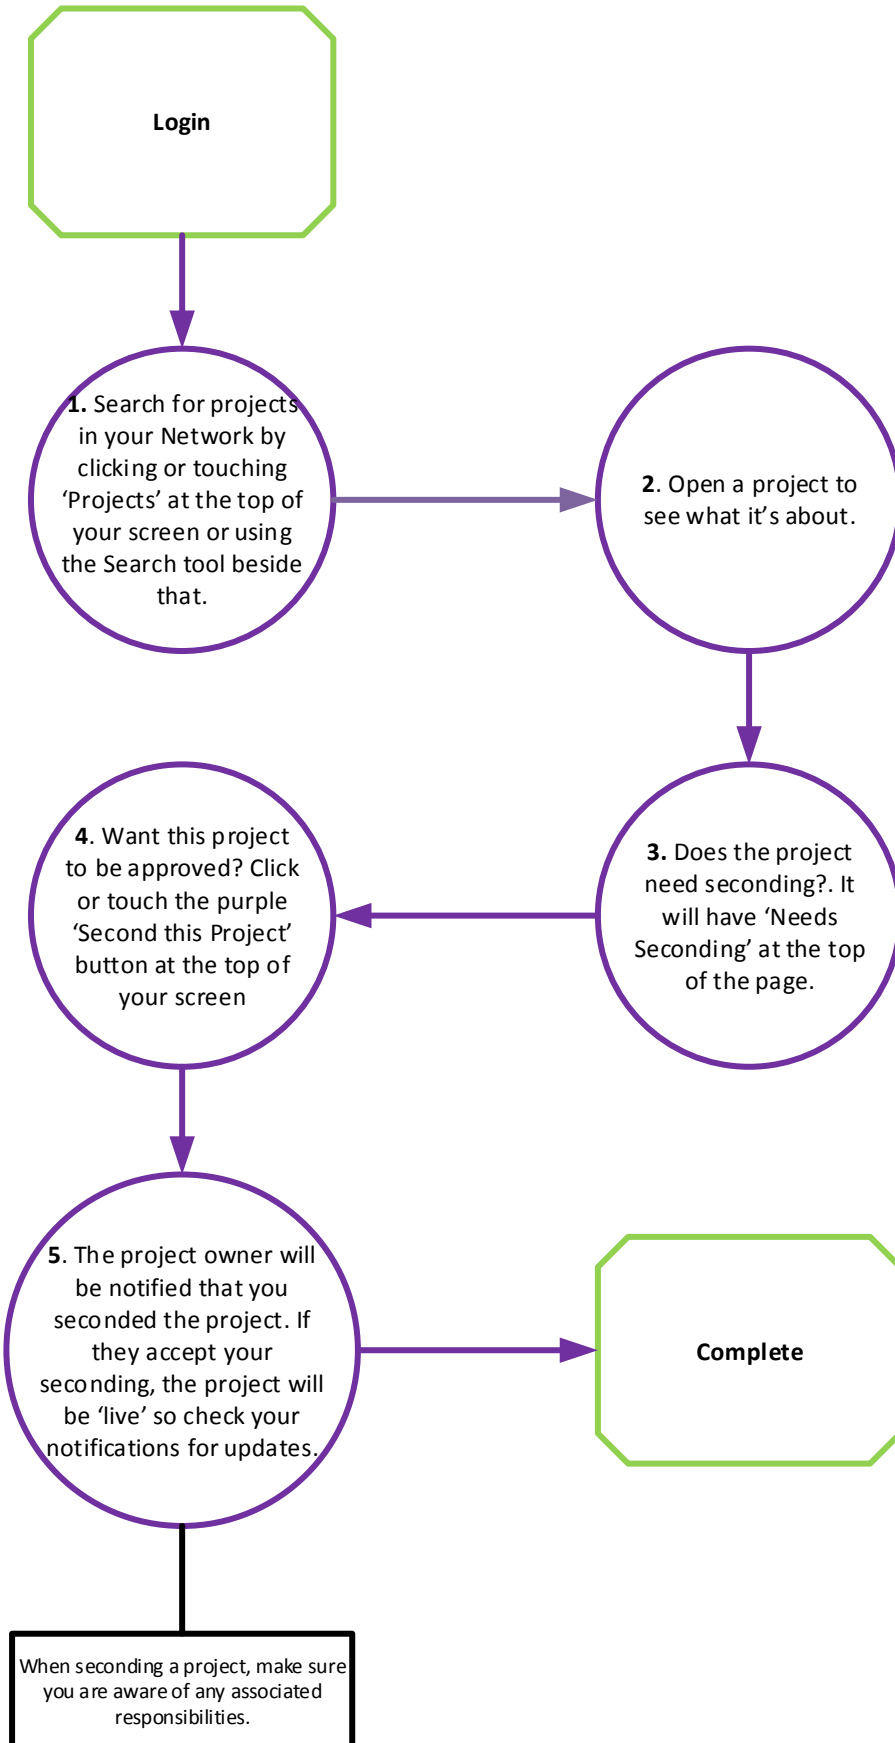 Login
1. Search for projects
in your Network by
clicking or touching
‘Projects’ at the top of
your screen or using
the Search tool beside
that.
2. Open a project to
see what it’s about.
3. Does the project
need seconding?. It
will have ‘Needs
Seconding’ at the top
of the page.
4. Want this project
to be approved? Click
or touch the purple
‘Second this Project’
button at the top of
your screen
5. The project owner will
be notified that you
seconded the project. If
they accept your
seconding, the project will
be ‘live’ so check your
notifications for updates.
Complete
When seconding a project, make sure
you are aware of any associated
responsibilities.